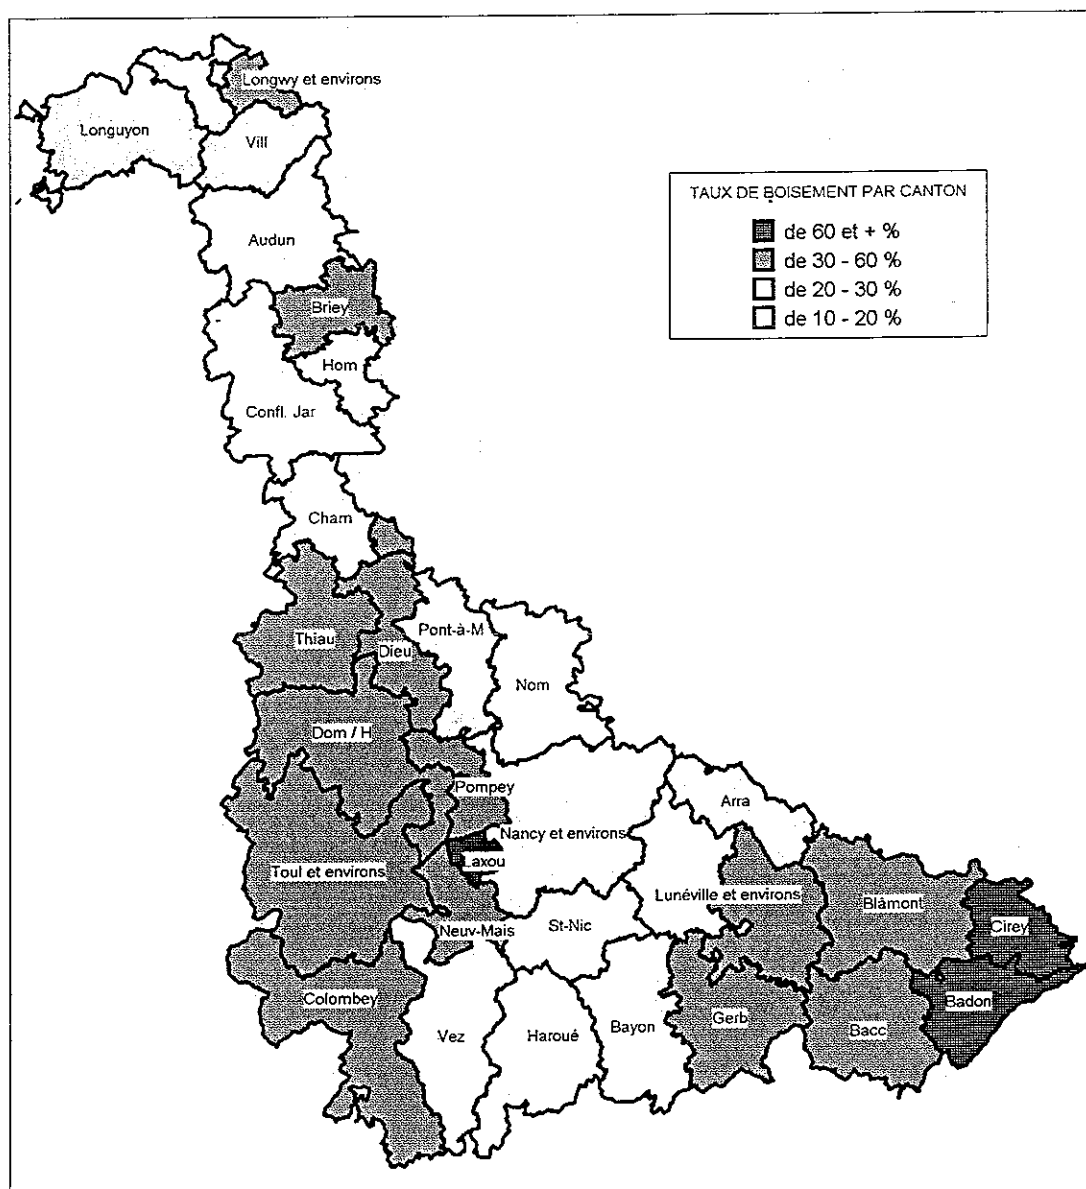 Longwy et environs
Longuyon
Vill
TAUX DE BOISEMENT PAR CANTON
de 60 et + %
de 30 - 60 %
de 20 - 30 %
de 10 - 20 %
Audun
Briey
Hom
Confl. Jar
Cham
Thiau
Dieu
Pont-à-M
Nom
Dom / H
Pompey
Arra
Nancy et environs
Laxou
Toul et environs
Lunéville et environs
Blâmont
Neuv-Mais
St-Nic
Cirey
Colombey
Badon
Gerb
Bayon
Bacc
Vez
Haroué